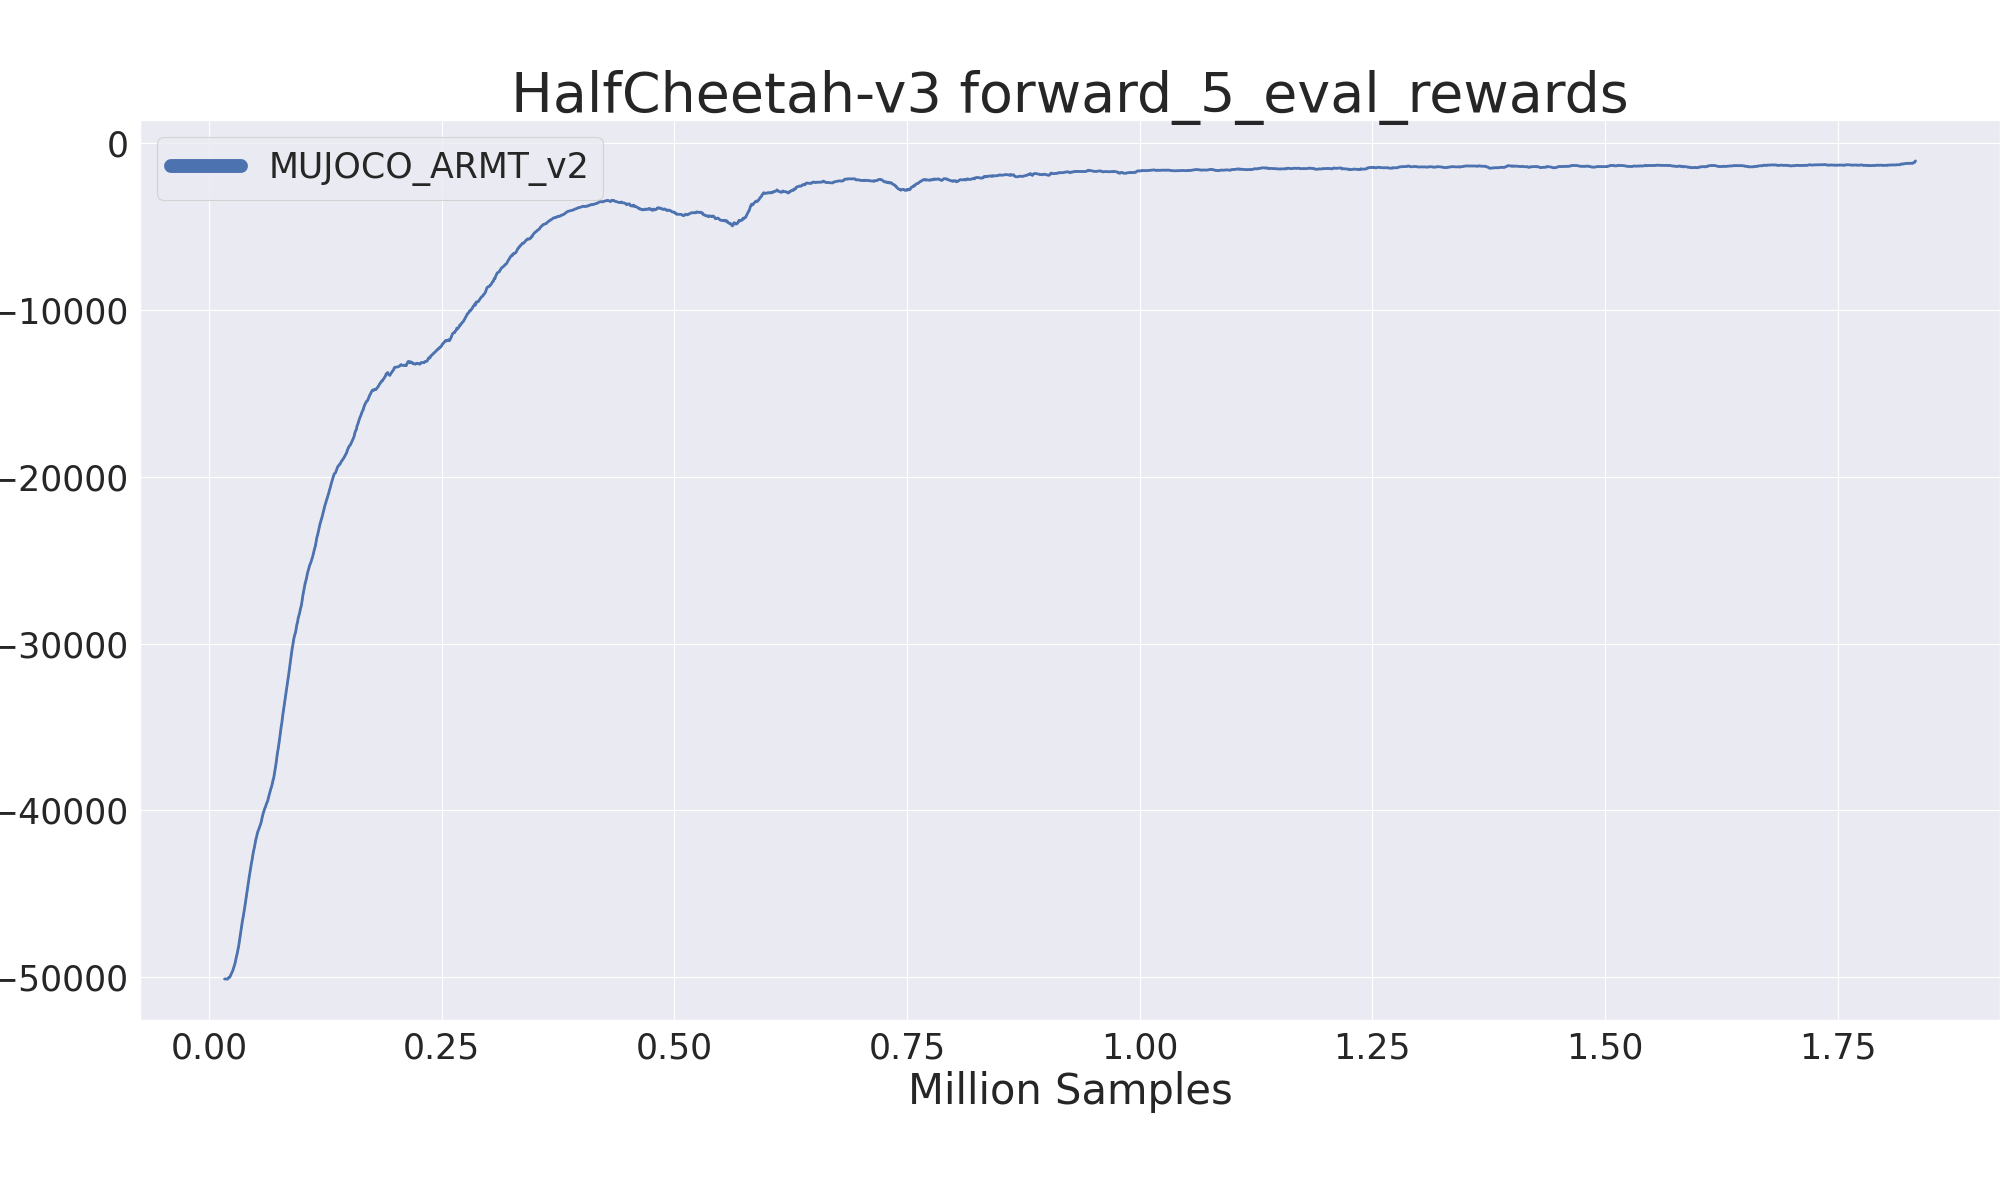 HalfCheetah-v3 forward_5_eval_rewards
MUJOCO_ARMT_v2
0
−10000
−20000
−30000
−40000
−50000
0.00 0.25 0.50 0.75 1.00 1.25 1.50 1.75
Million Samples